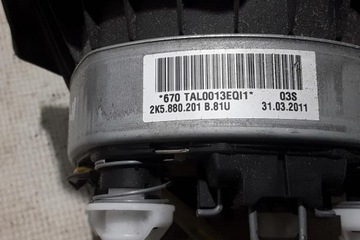 *670 TAL0013EQI1* 03S
2K5.880.201 B.81U 31.03.2011